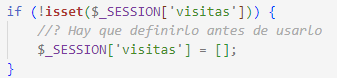 if (!isset($_SESSION['visitas'])) {
//? Hay que definirlo antes de usarlo
$_SESSION['visitas'] = [];
}